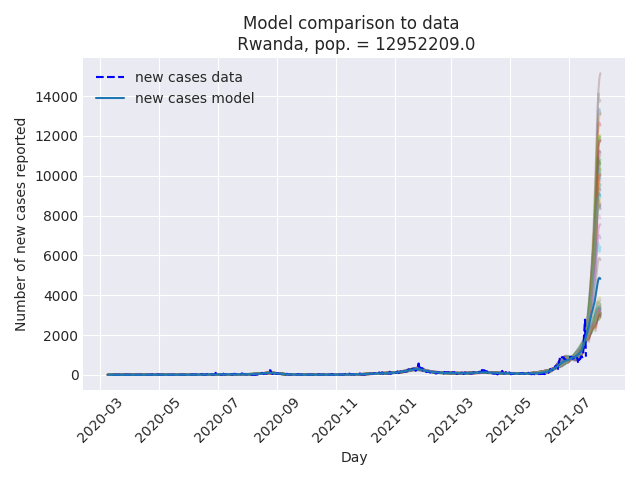 Model comparison to data
Rwanda, pop. = 12952209.0
new cases data
new cases model
Number of new cases reported
14000
12000
10000
8000
6000
4000
2000
0
2020-03
2020-05
2020-07
2020-09
2020-11
2021-01
2021-03
2021-05
2021-07
Day